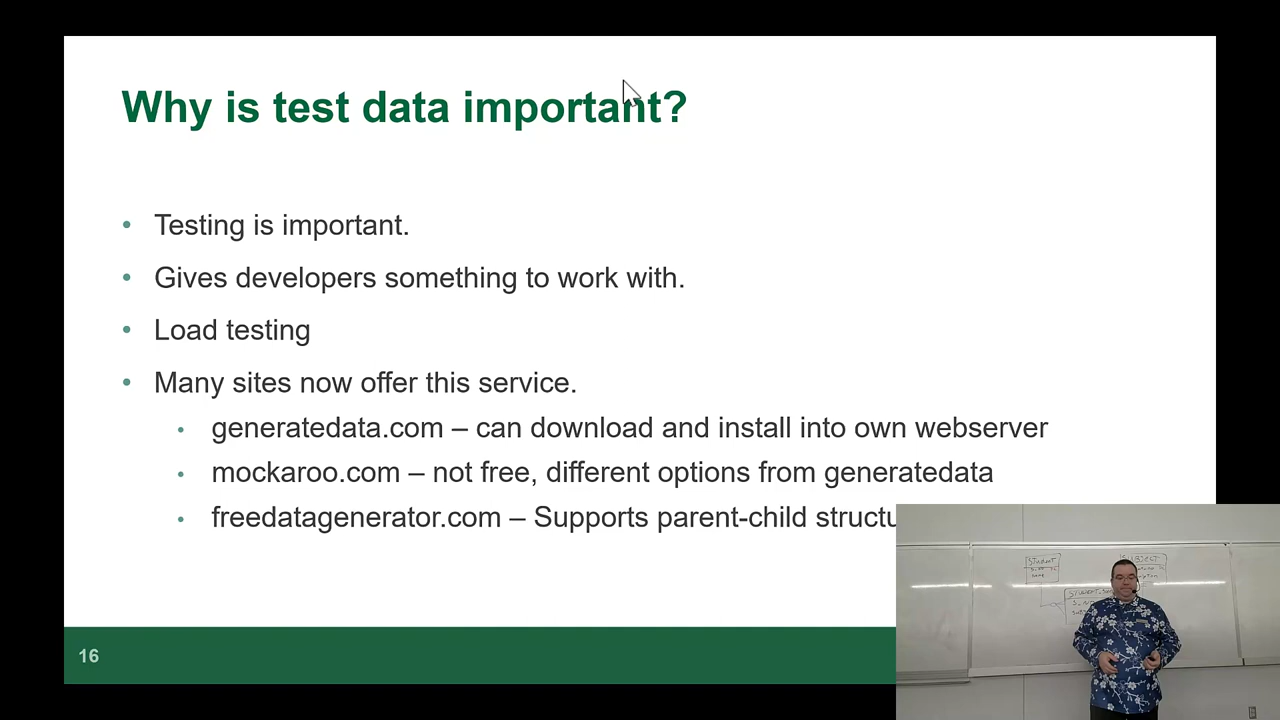 Why is test data important?
• Testing is important.
• Gives developers something to work with.
• Load testing
• Many sites now offer this service.
• generatedata.com – can download and install into own webserver
• mockaroo.com – not free, different options from generatedata
• freedatagenerator.com – Supports parent-child
16
STUDENT